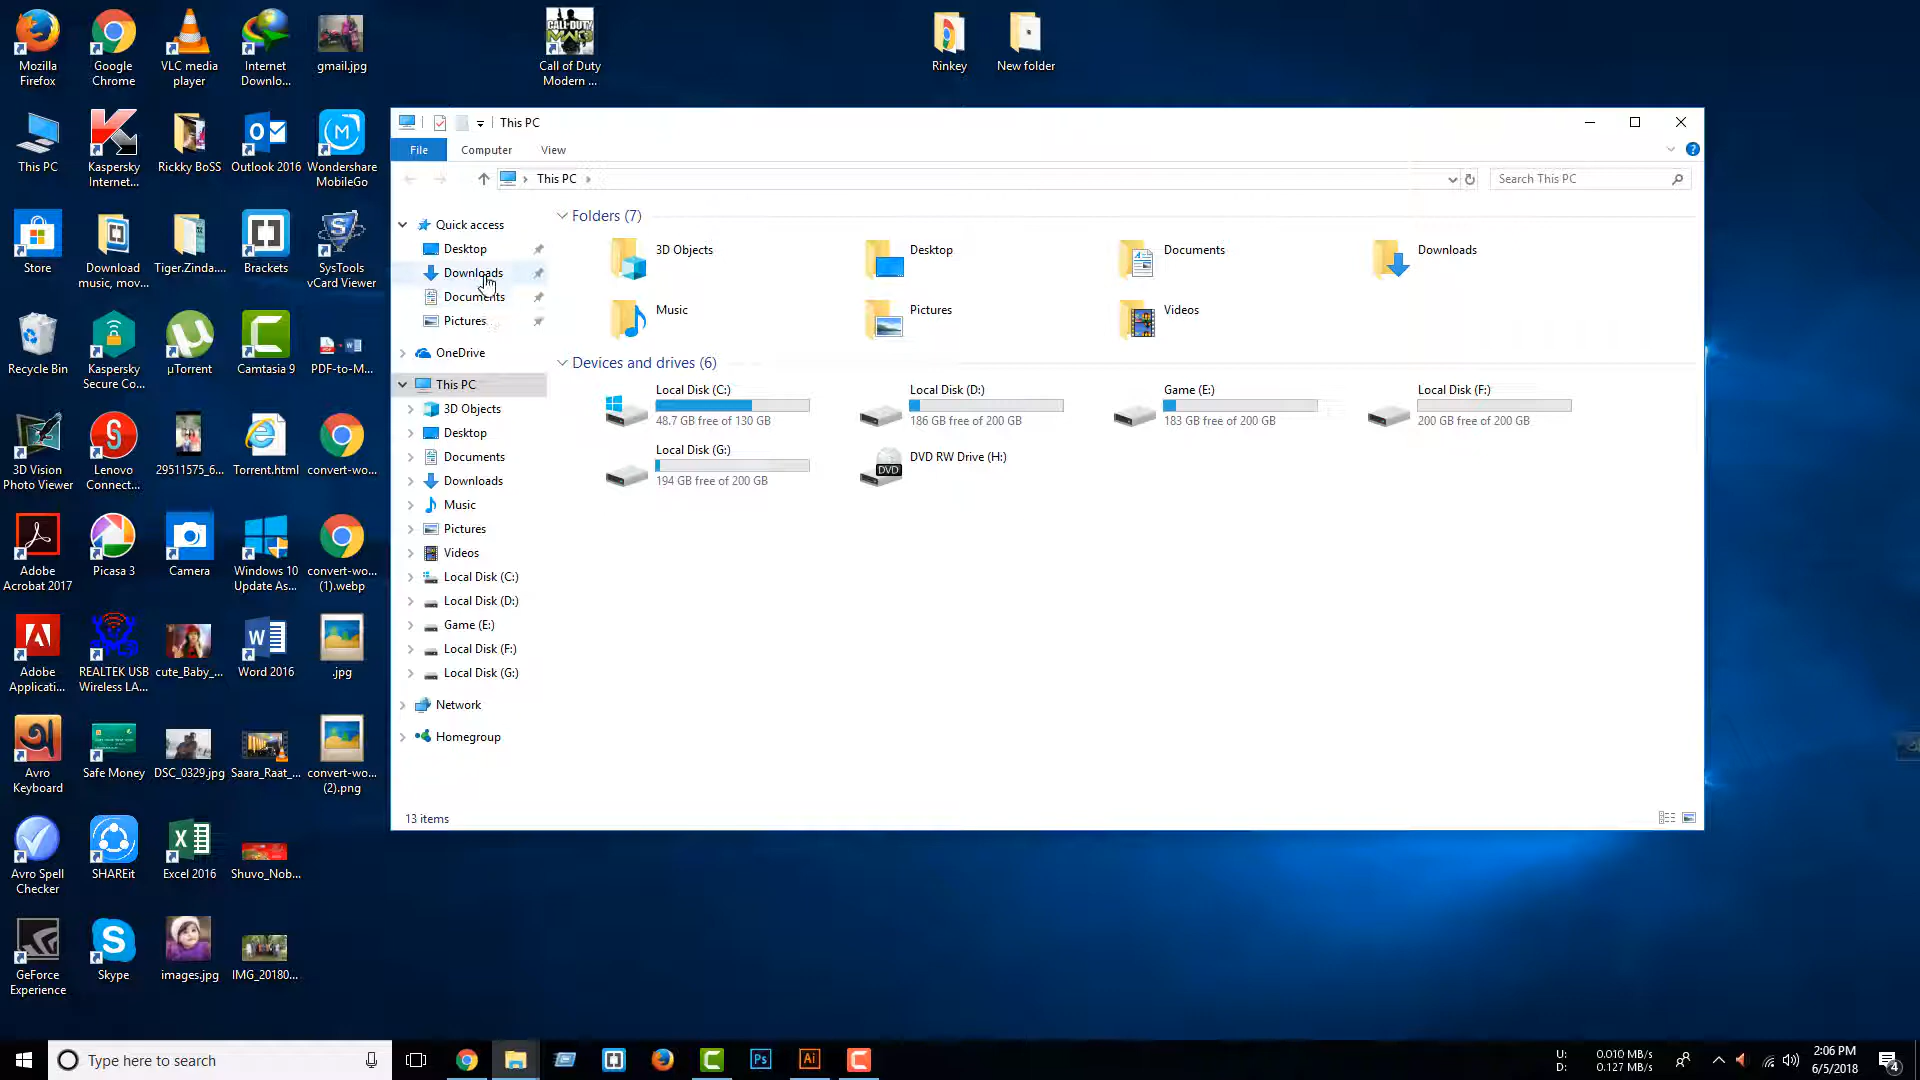 Mozilla
Firefox
Google
Chrome
VLC media
player
Internet
Downlo...
gmail.jpg
CALL OF DUTY
MW3
Call of Duty
Modern ...
Rinkey
New folder
This PC
Kaspersky
Internet...
Rickky BoSS
Outlook 2016
Wondershare
MobileGo
Store
Download
music, mov...
Tiger.Zinda....
Brackets
SysTools
vCard Viewer
Recycle Bin
Kaspersky
Secure Co...
µTorrent
Camtasia 9
PDF-to-M...
3D Vision
Photo Viewer
Lenovo
Connect...
29511575_6...
Torrent.html
convert-wo...
Adobe
Acrobat 2017
Picasa 3
Camera
Windows 10
Update As...
convert-wo...
(1).webp
Adobe
Applicati...
REALTEK USB
Wireless LA...
cute_Baby_...
Word 2016
.jpg
Avro
Keyboard
Safe Money
DSC_0329.jpg
Saara_Raat_...
convert-wo...
(2).png
Avro Spell
Checker
SHAREit
Excel 2016
Shuvo_Nob...
GeForce
Experience
Skype
images.jpg
IMG_20180...
This PC
File
Computer
View
This PC
Search This PC
Quick access
Desktop
Downloads
Documents
Pictures
OneDrive
This PC
3D Objects
Desktop
Documents
Downloads
Music
Pictures
Videos
Local Disk (C:)
Local Disk (D:)
Game (E:)
Local Disk (F:)
Local Disk (G:)
Network
Homegroup
Folders (7)
3D Objects
Desktop
Documents
Downloads
Music
Pictures
Videos
Devices and drives (6)
Local Disk (C:)
48.7 GB free of 130 GB
Local Disk (D:)
186 GB free of 200 GB
Game (E:)
183 GB free of 200 GB
Local Disk (F:)
200 GB free of 200 GB
Local Disk (G:)
194 GB free of 200 GB
DVD
DVD RW Drive (H:)
13 items
Type here to search
Ps
Ai
U: 0.010 MB/s
D: 0.127 MB/s
2:06 PM
6/5/2018
4